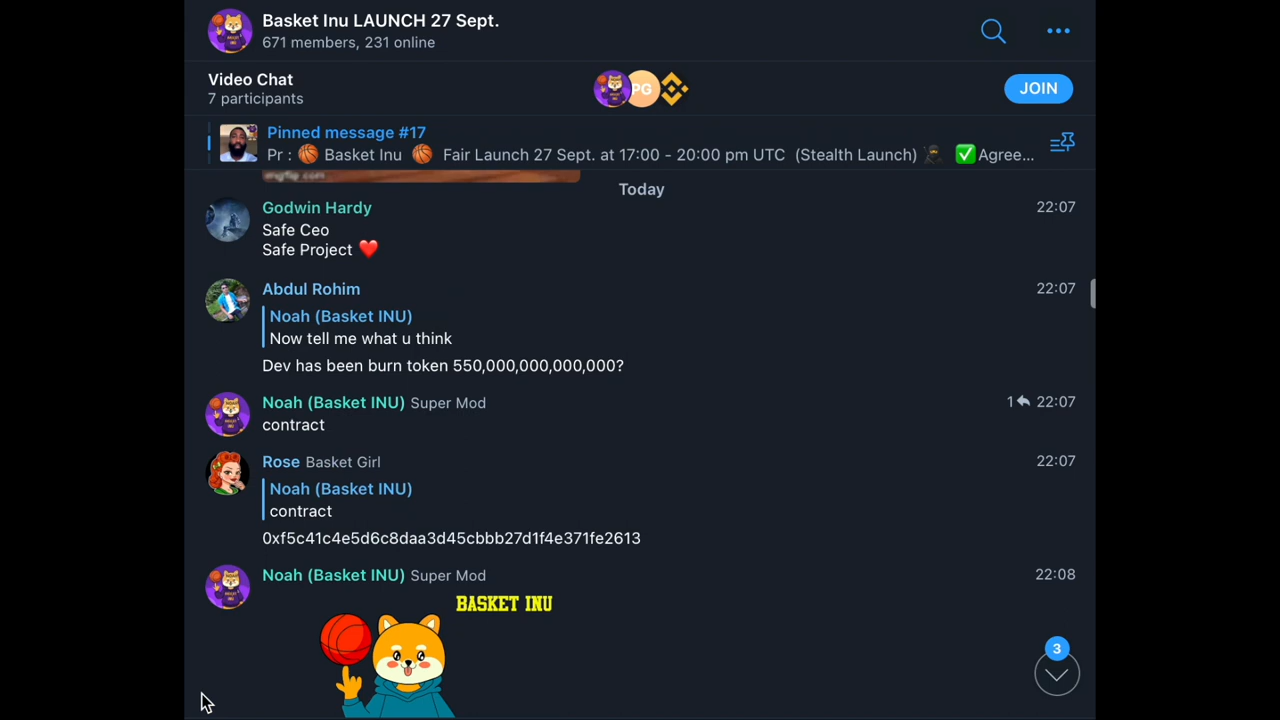 Basket Inu LAUNCH 27 Sept.
671 members, 231 online
Video Chat
7 participants
PG
JOIN
Pinned message #17
Pr : 🏀 Basket Inu 🏀 Fair Launch 27 Sept. at 17:00 - 20:00 pm UTC (Stealth Launch) 🥷 ✅Agree...
imgflip.com
Today
Godwin Hardy 22:07
Safe Ceo
Safe Project ❤️
Abdul Rohim 22:07
Noah (Basket INU)
Now tell me what u think
Dev has been burn token 550,000,000,000,000?
Noah (Basket INU) Super Mod 1 22:07
contract
Rose Basket Girl 22:07
Noah (Basket INU)
contract
0xf5c41c4e5d6c8daa3d45cbbb27d1f4e371fe2613
Noah (Basket INU) Super Mod 22:08
BASKET INU
3